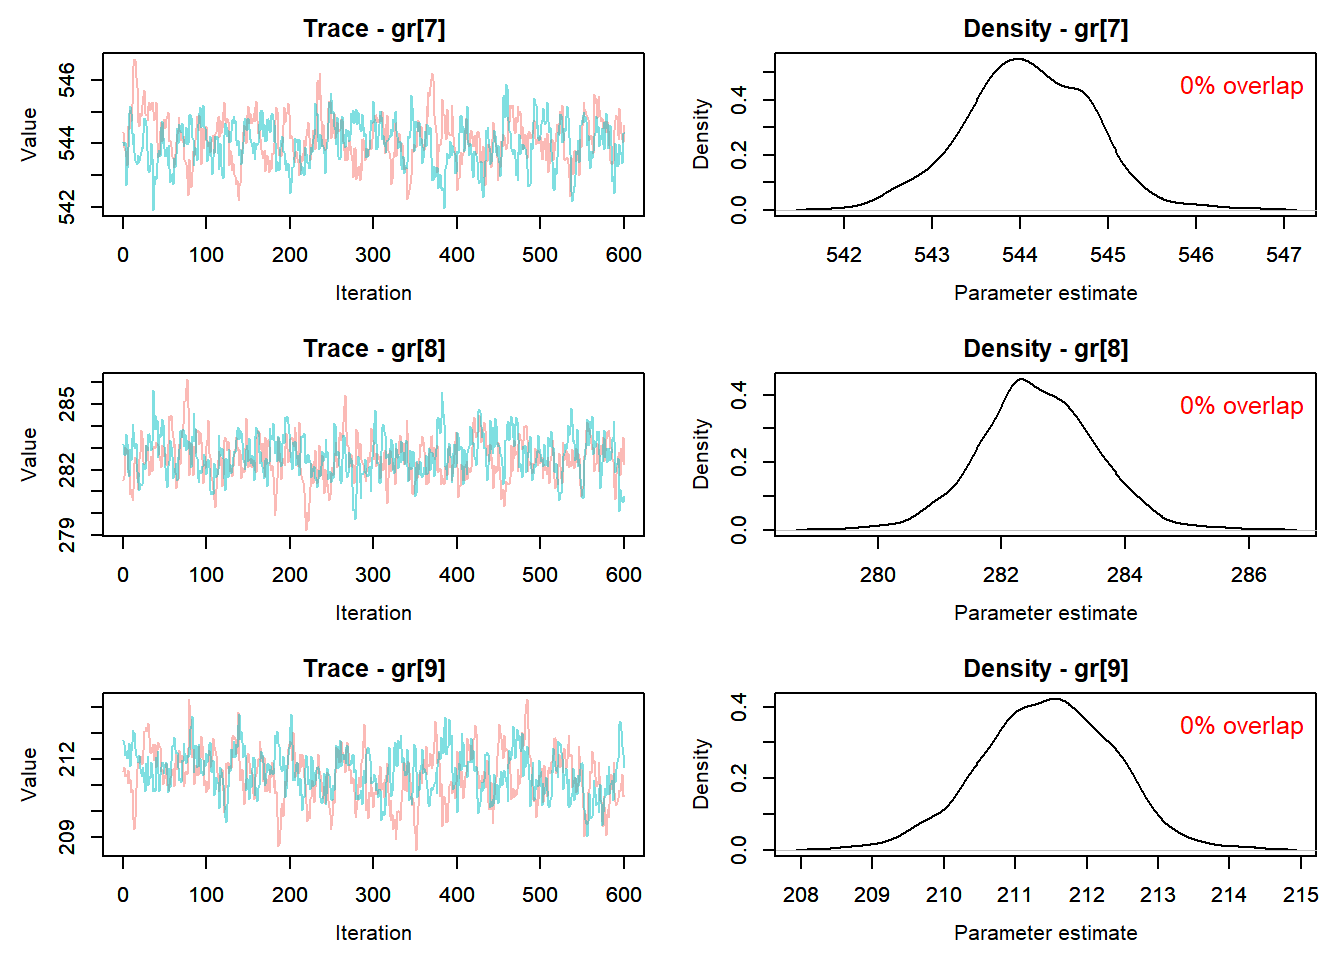 Trace - gr[7]
Value
542 544 546
0 100 200 300 400 500 600
Iteration
Density - gr[7]
0% overlap
Density
0.0 0.2 0.4
542 543 544 545 546 547
Parameter estimate
Trace - gr[8]
Value
279 282 285
0 100 200 300 400 500 600
Iteration
Density - gr[8]
0% overlap
Density
0.0 0.2 0.4
280 282 284 286
Parameter estimate
Trace - gr[9]
Value
209 212
0 100 200 300 400 500 600
Iteration
Density - gr[9]
0% overlap
Density
0.0 0.2 0.4
208 209 210 211 212 213 214 215
Parameter estimate